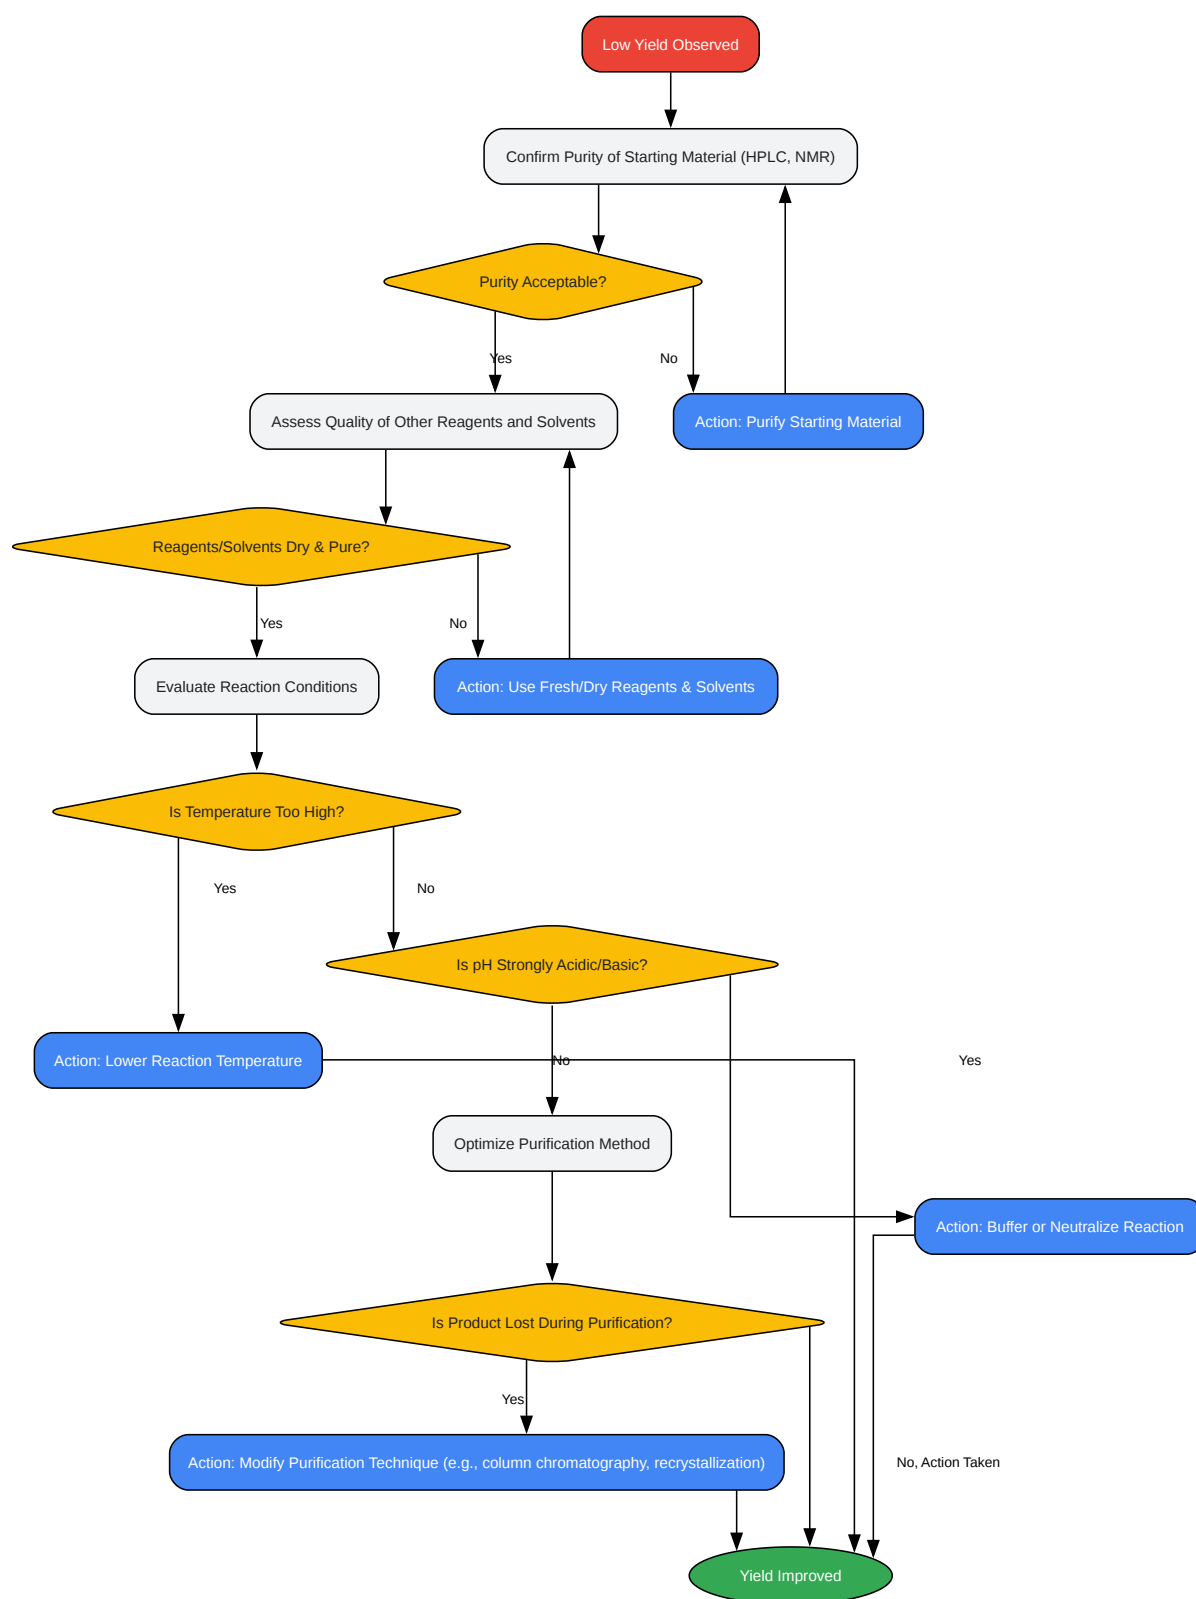 Low Yield Observed
Confirm Purity of Starting Material (HPLC, NMR)
Purity Acceptable?
Yes
No
Assess Quality of Other Reagents and Solvents
Action: Purify Starting Material
Reagents/Solvents Dry & Pure?
Yes
No
Evaluate Reaction Conditions
Action: Use Fresh/Dry Reagents & Solvents
Is Temperature Too High?
Yes
No
Is pH Strongly Acidic/Basic?
Action: Lower Reaction Temperature
No
Yes
Optimize Purification Method
Action: Buffer or Neutralize Reaction
Is Product Lost During Purification?
Yes
Action: Modify Purification Technique (e.g., column chromatography, recrystallization)
No, Action Taken
Yield Improved